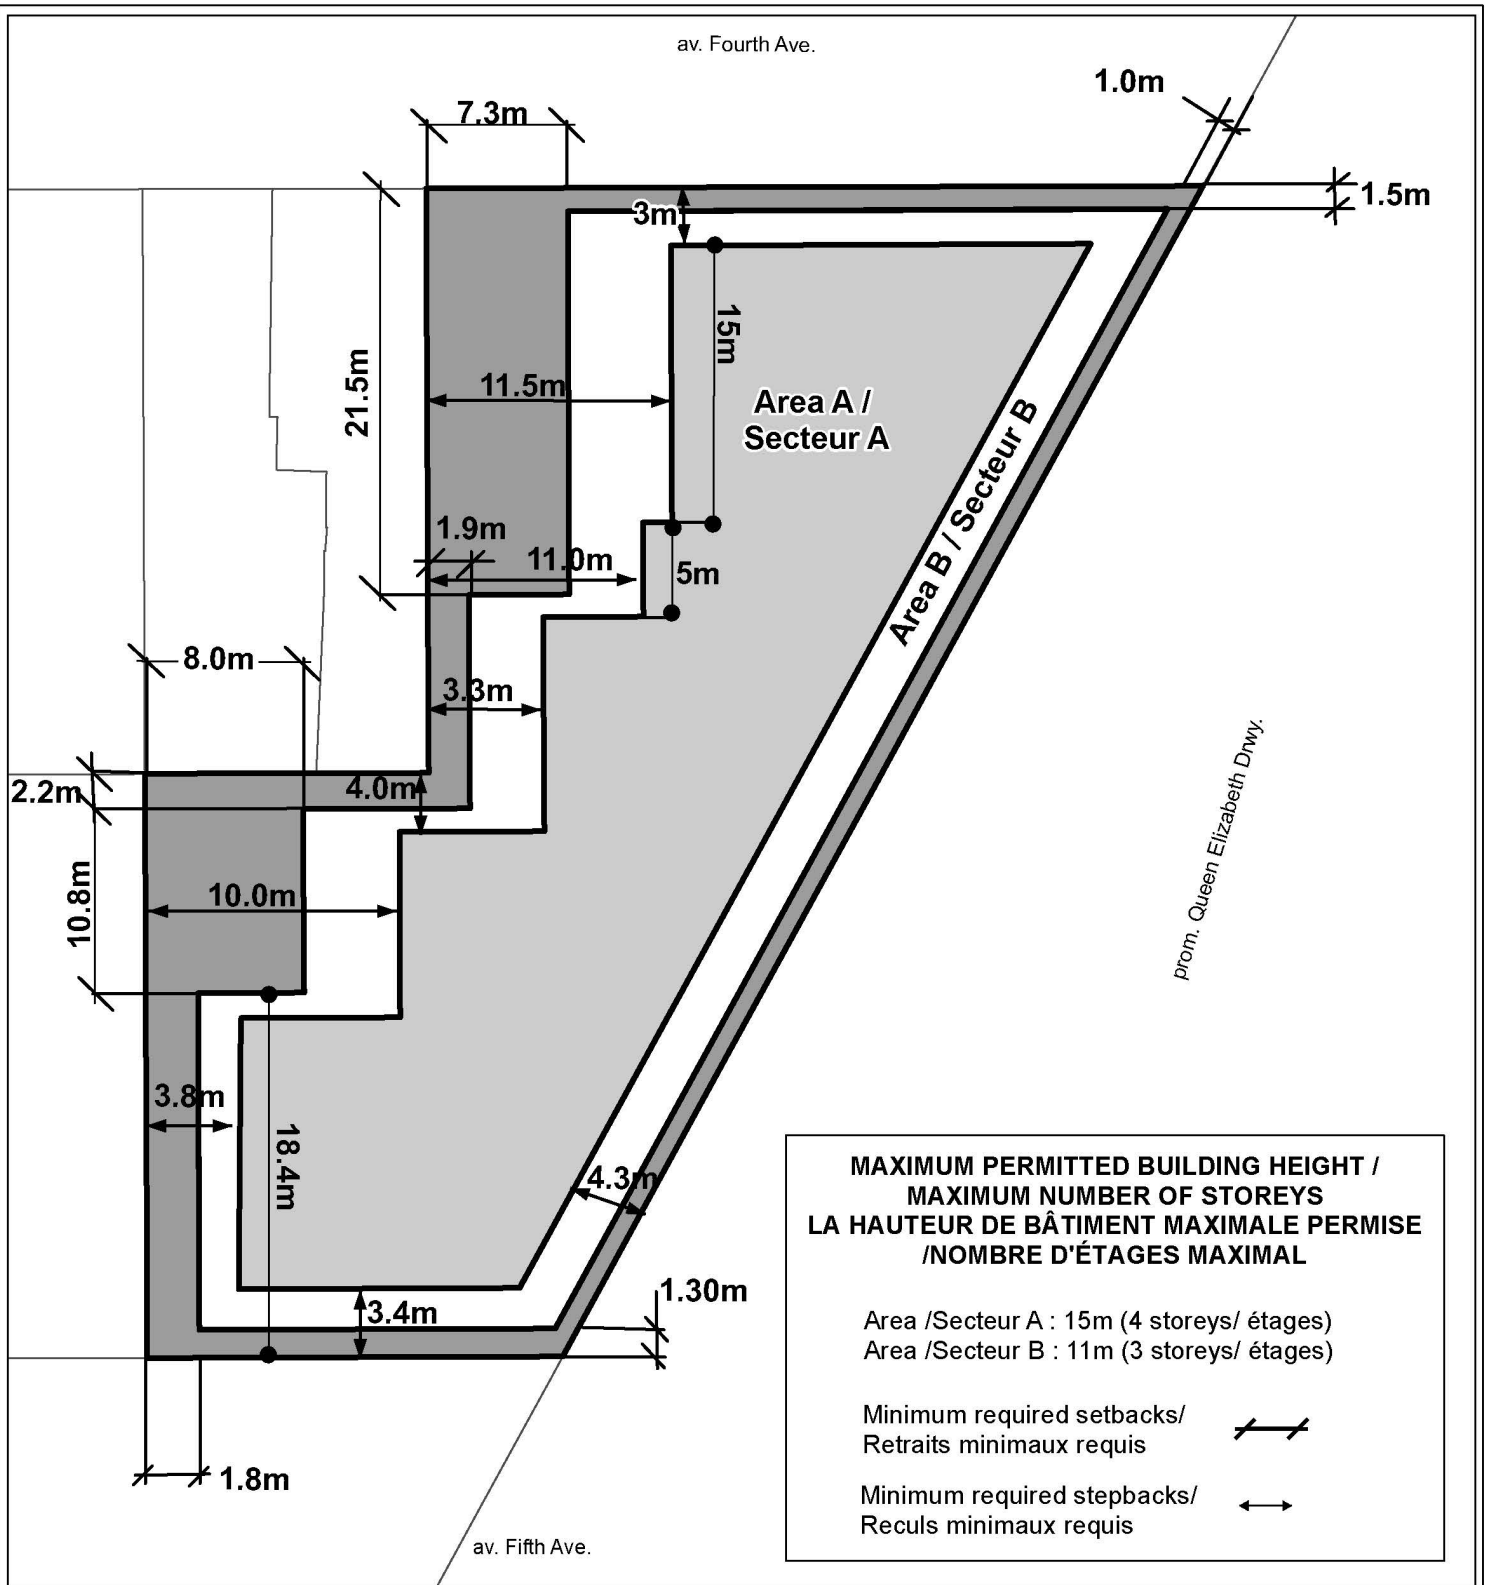 av. Fourth Ave.
1.0m
7.3m
1.5m
3m
15m
21.5m
11.5m
Area A /
Secteur A
Area B / Secteur B
1.9m
11.0m
5m
8.0m
3.3m
2.2m
4.0m
10.8m
10.0m
prom. Queen Elizabeth Drwy.
3.8m
18.4m
4.3m
3.4m
1.30m
1.8m
av. Fifth Ave.
MAXIMUM PERMITTED BUILDING HEIGHT /
MAXIMUM NUMBER OF STOREYS
LA HAUTEUR DE BÂTIMENT MAXIMALE PERMISE
/NOMBRE D'ÉTAGES MAXIMAL
Area /Secteur A : 15m (4 storeys/ étages)
Area /Secteur B : 11m (3 storeys/ étages)
Minimum required setbacks/
Retraits minimaux requis
Minimum required stepbacks/
Reculs minimaux requis